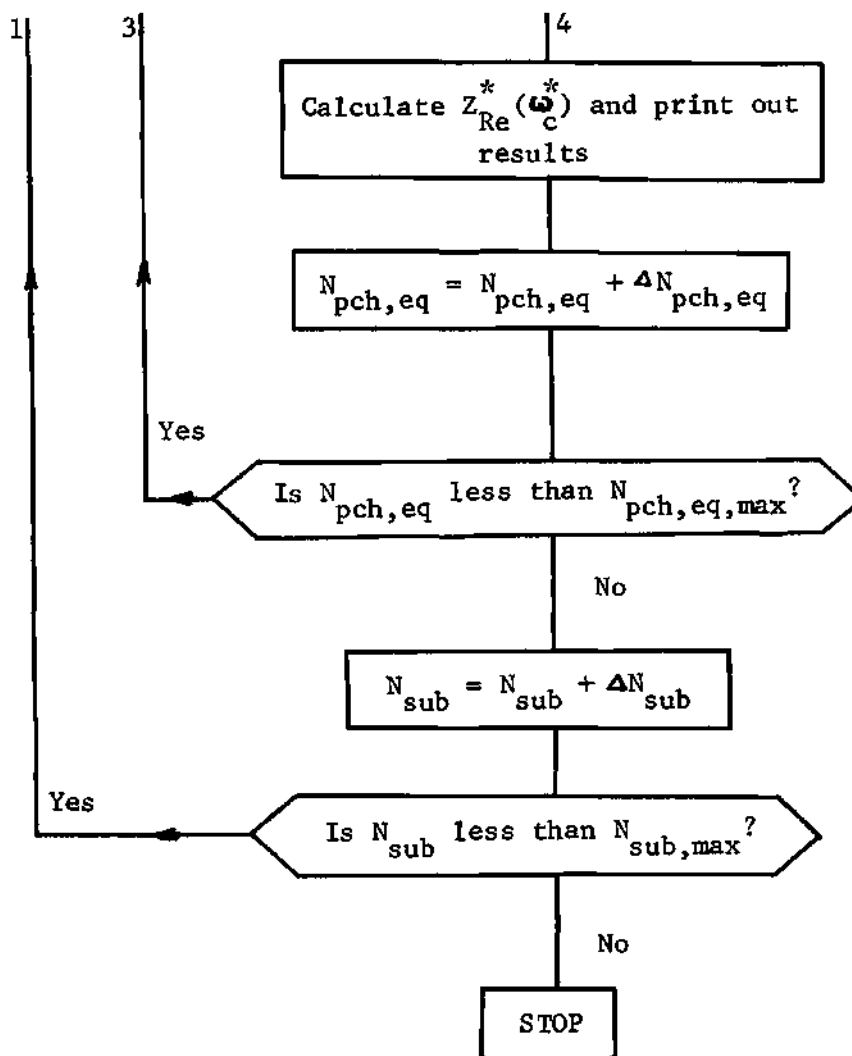 1 3 4
Calculate Z*Re (ω*c) and print out
results
Npch,eq = Npch,eq + ΔNpch,eq
Yes
Is Npch,eq less than Npch,eq,max?
No
Nsub = Nsub + ΔNsub
Yes
Is Nsub less than Nsub,max?
No
STOP